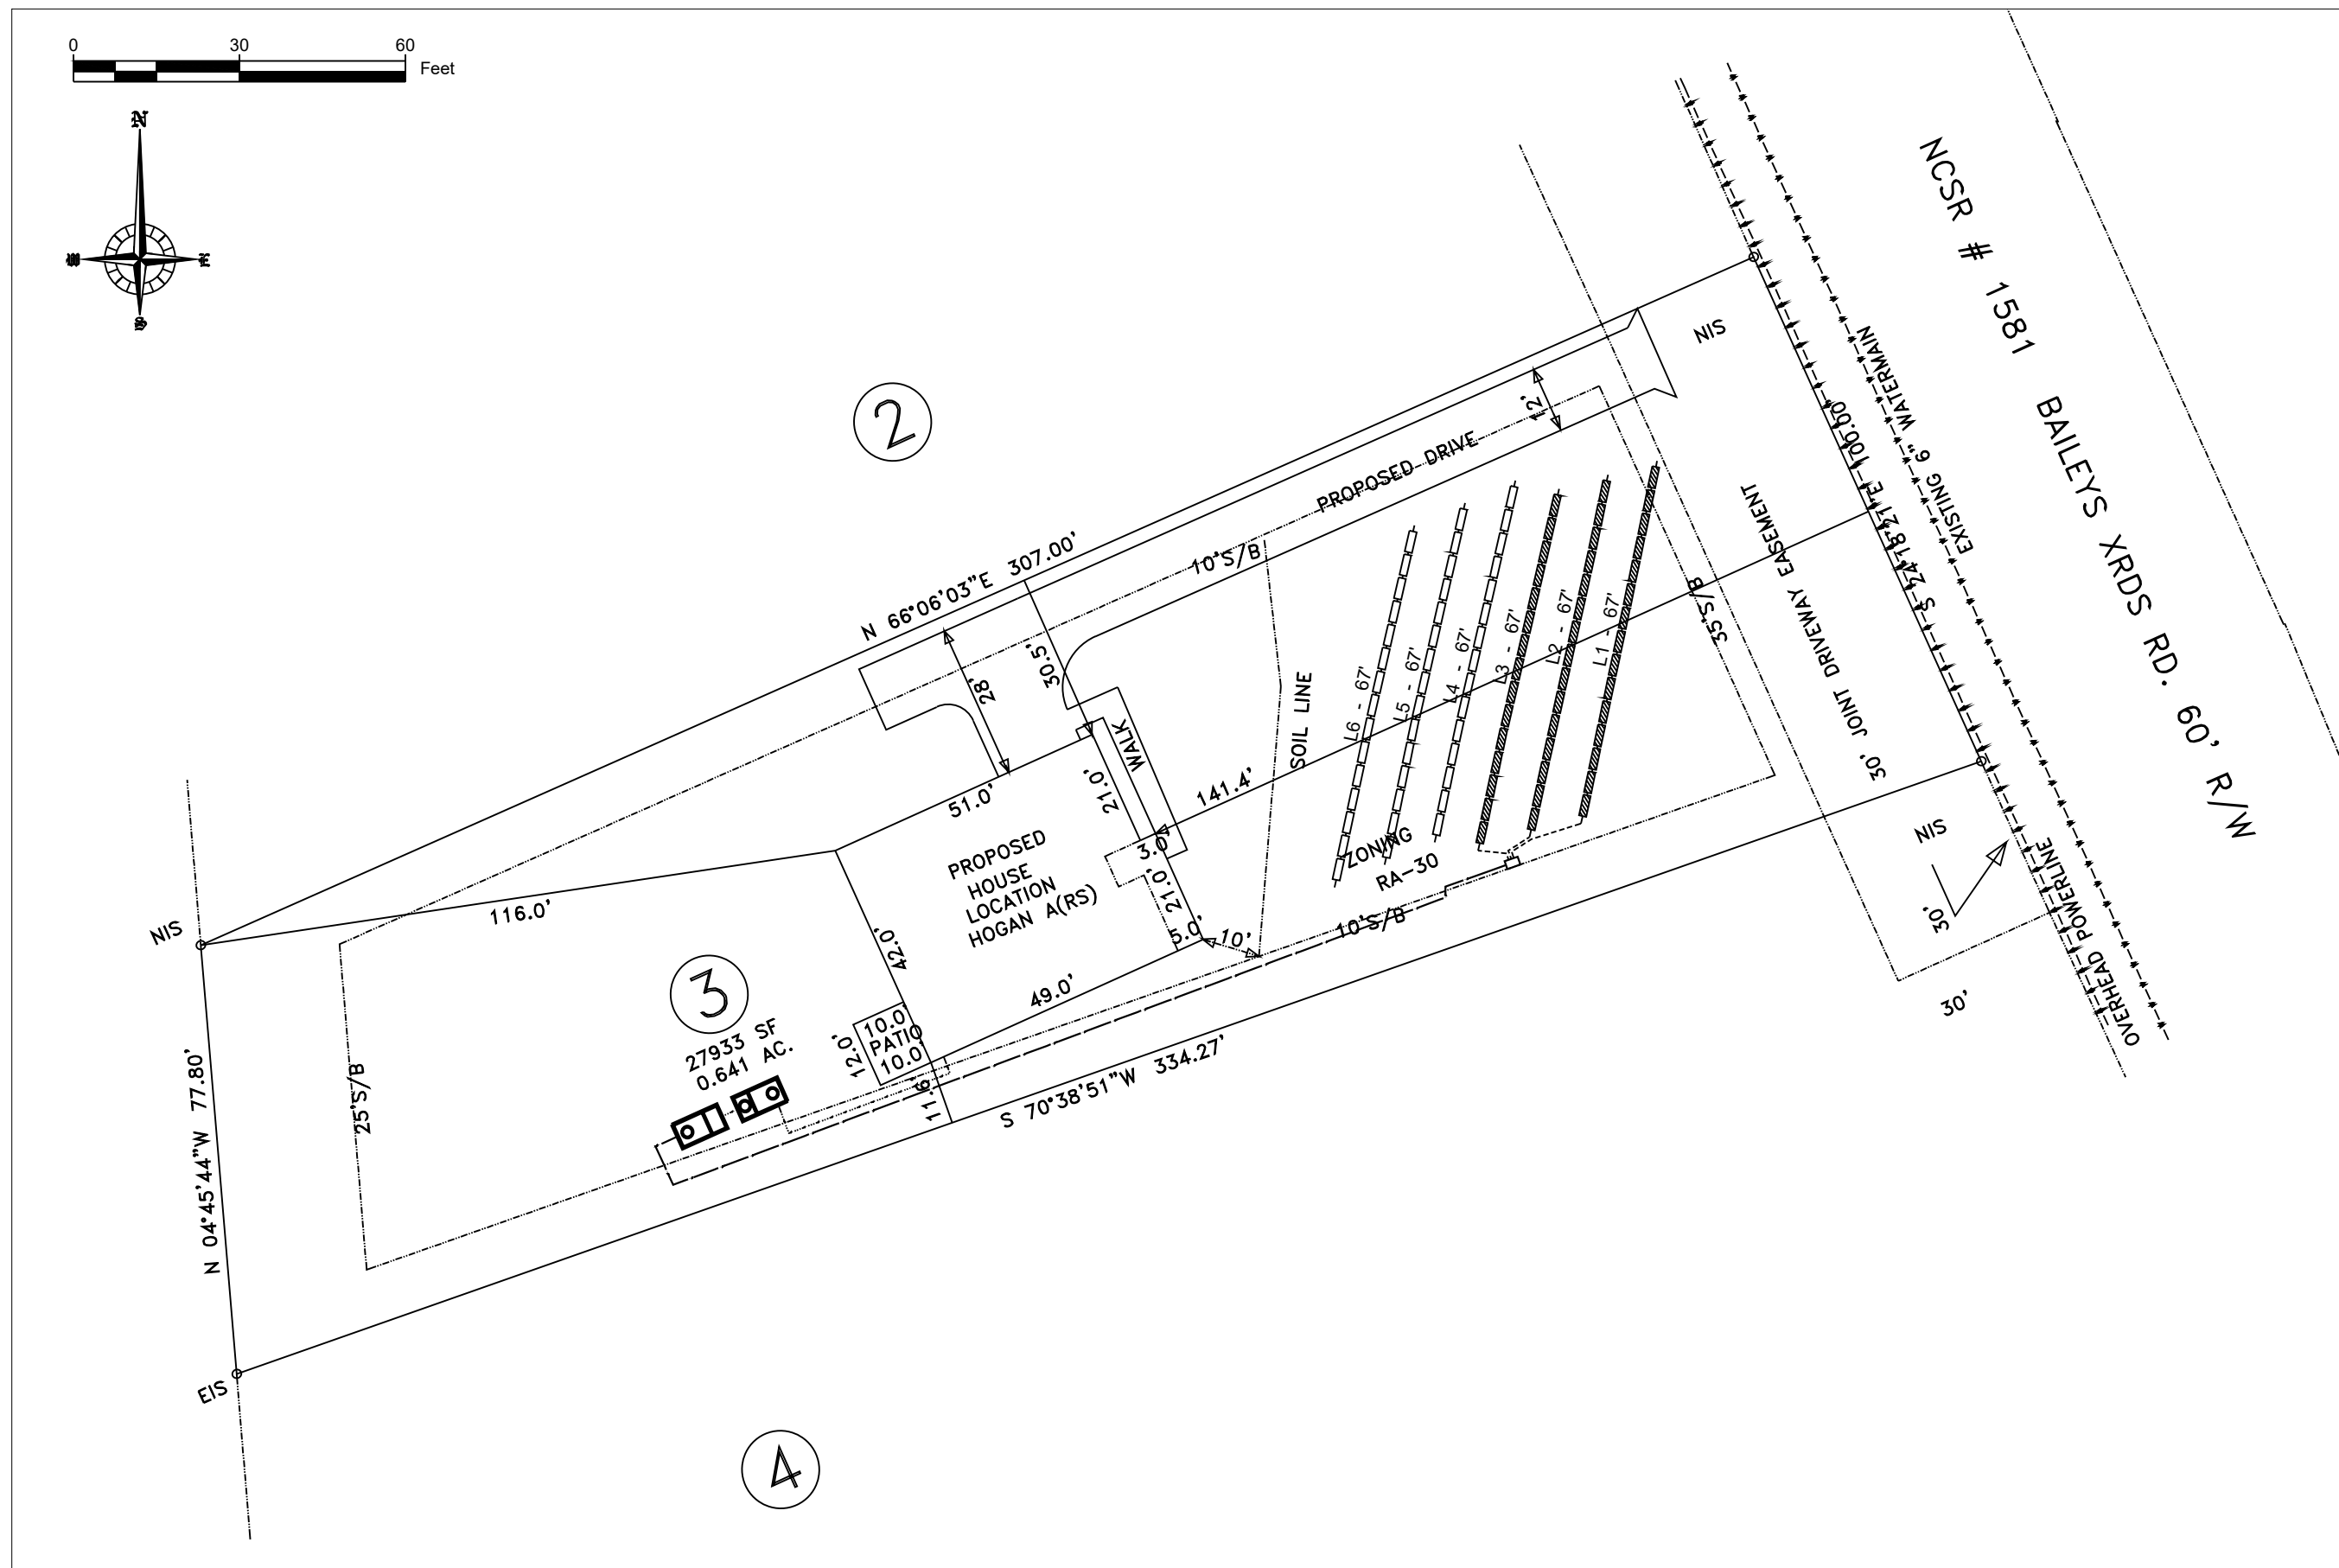 0 30 60
Feet
N
W E
S
NCSR # 1581 BAILEYS XRDS RD. 60' R/W
EXISTING 6" WATERMAIN
S 24°18'21"E 100.00'
OVERHEAD POWERLINE
30' JOINT DRIVEWAY EASEMENT
NIS
2
N 66°06'03"E 307.00'
PROPOSED DRIVE
12'
10'S/B
35'S/B
28'
30.5'
WALK
21.0'
51.0'
141.4'
SOIL LINE
L6 - 67'
L5 - 67'
L4 - 67'
L3 - 67'
L2 - 67'
L1 - 67'
ZONING
RA-30
PROPOSED
HOUSE
LOCATION
HOGAN A(RS)
3.0'
21.0'
5.0'
10'
10'S/B
42.0'
49.0'
116.0'
NIS
3
27933 SF
0.641 AC.
10.0'
PATIO
10.0'
12.0'
11.6'
25'S/B
N 04°45'44"W 77.80'
S 70°38'51"W 334.27'
NIS
30'
30'
EIS
4